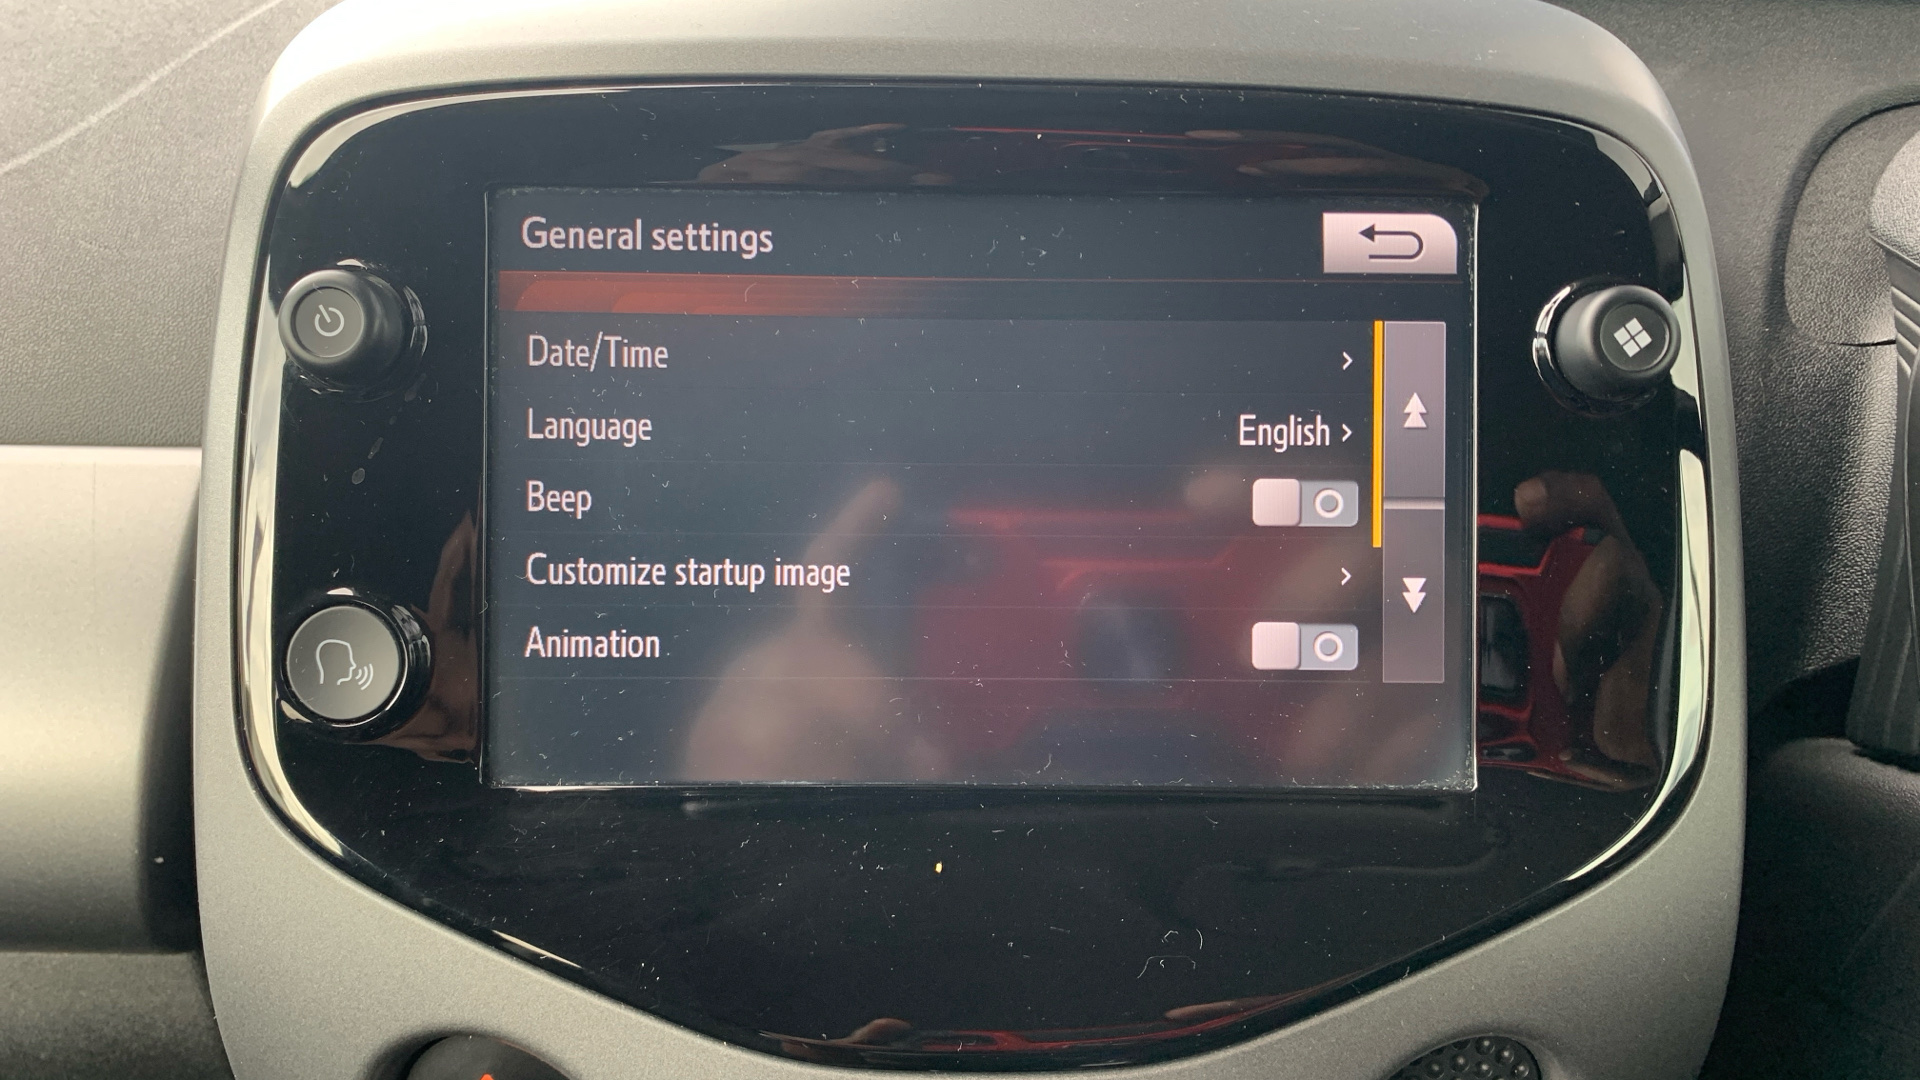 General settings
Date/Time
Language English
Beep
Customize startup image
Animation